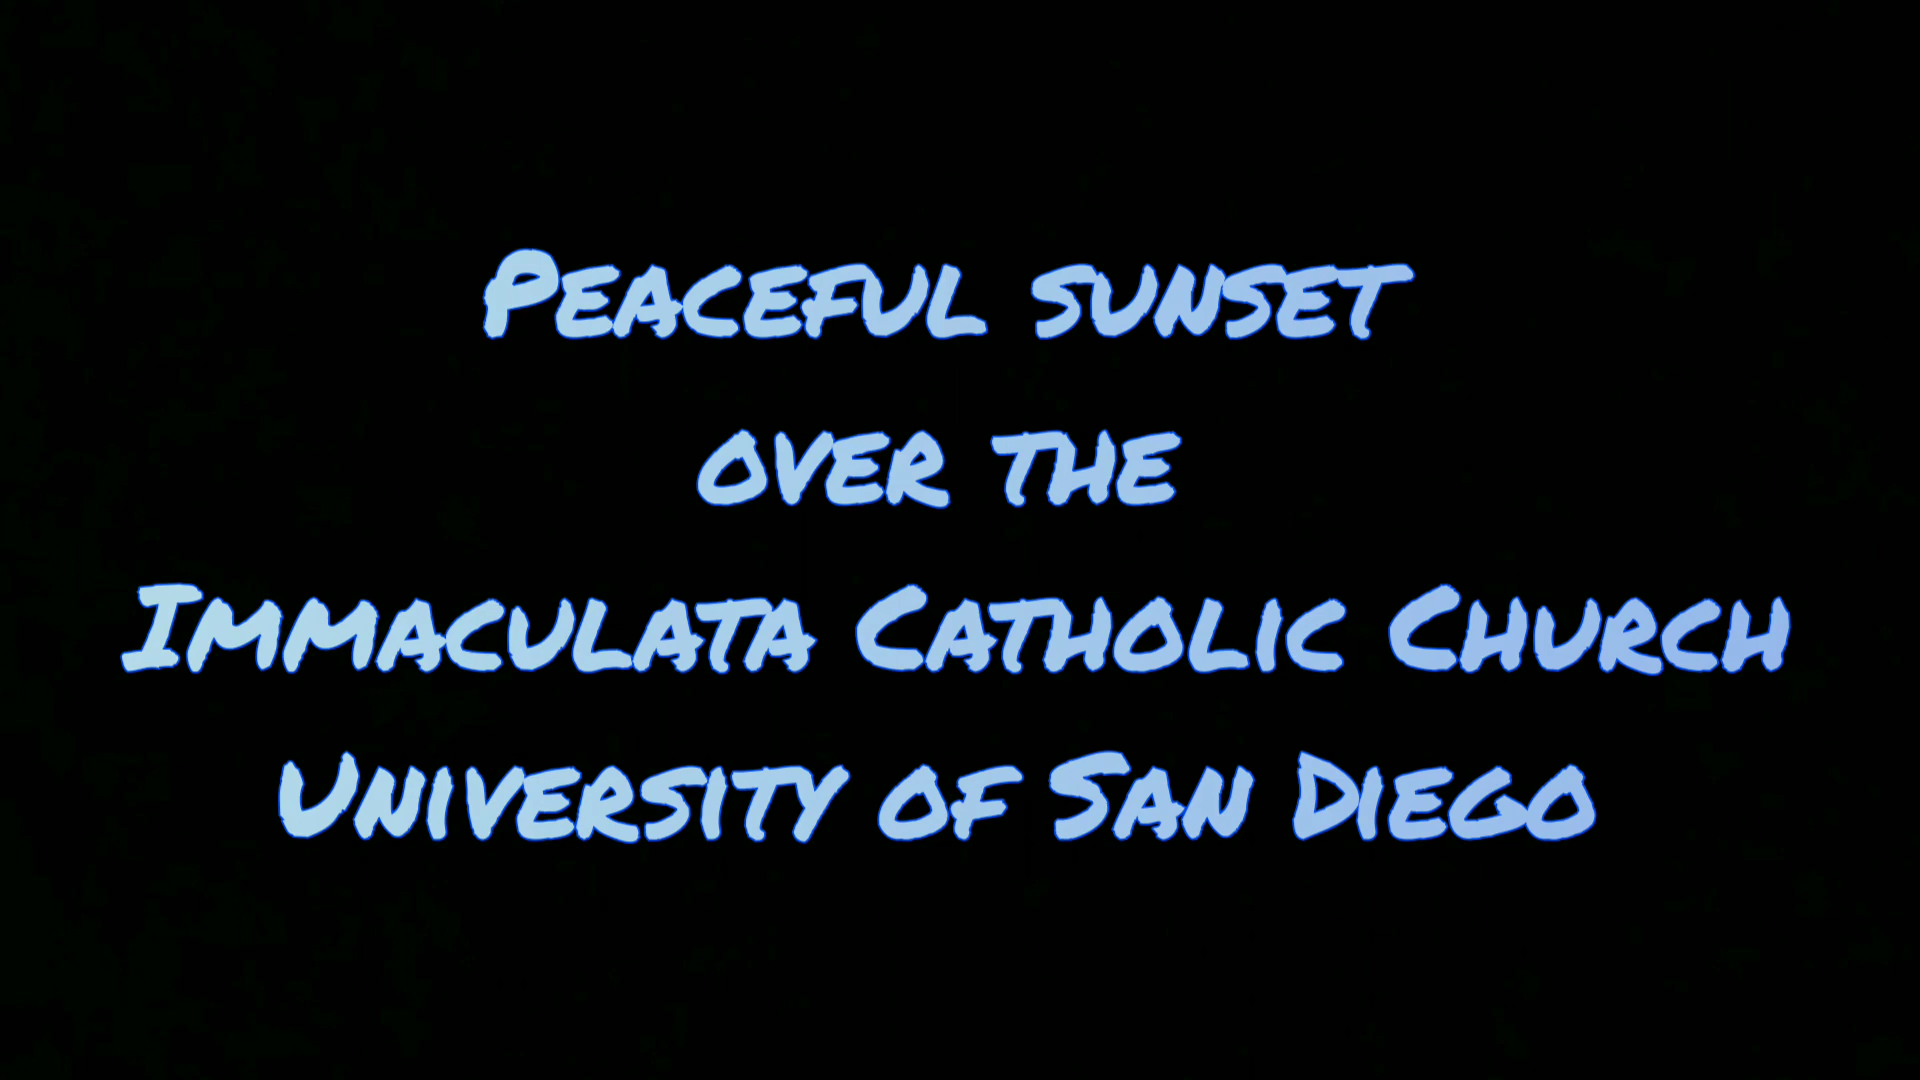 Peaceful sunset
over the
Immaculata Catholic Church
University of San Diego